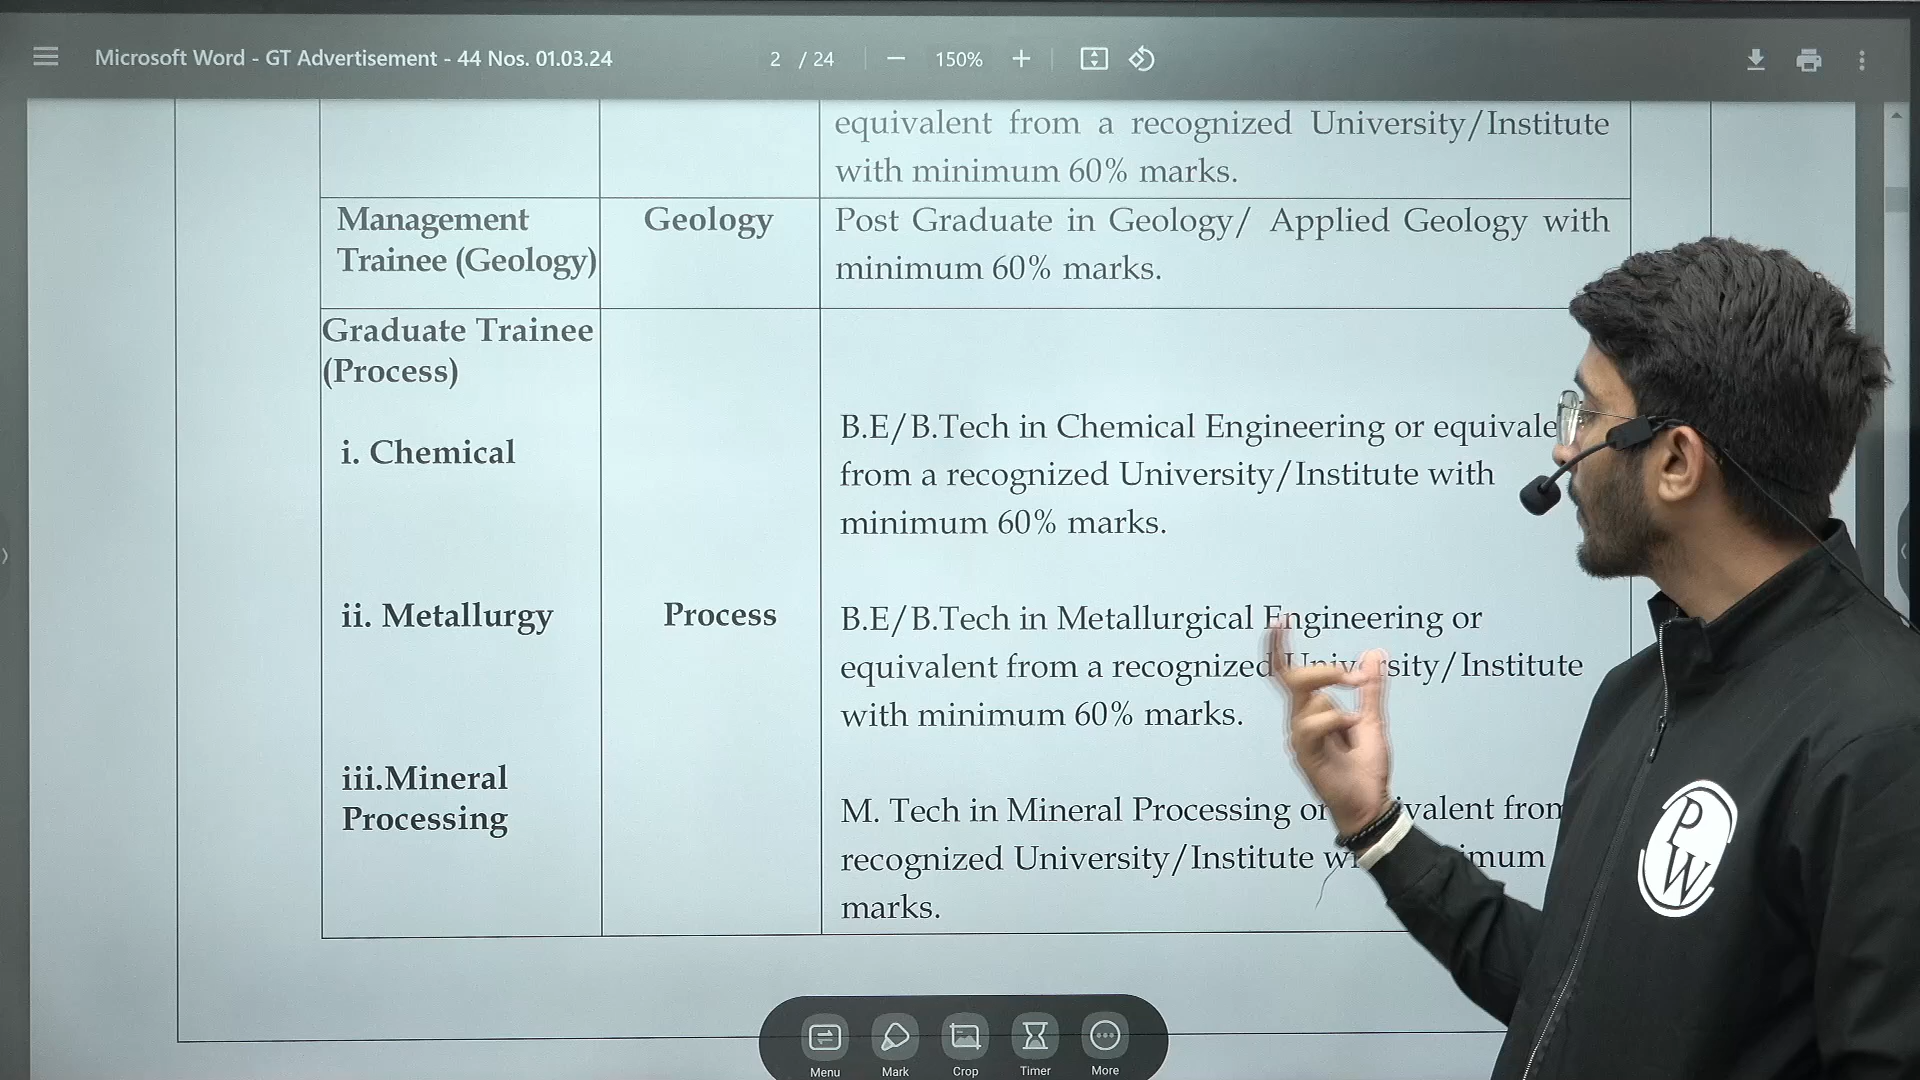 Microsoft Word - GT Advertisement - 44 Nos. 01.03.24
2 / 24
150%
equivalent from a recognized University/Institute
with minimum 60% marks.
Management
Trainee (Geology)
Geology
Post Graduate in Geology/ Applied Geology with
minimum 60% marks.
Graduate Trainee
(Process)
i. Chemical
B.E/B.Tech in Chemical Engineering or
from a recognized University/Institute with
minimum 60% marks.
ii. Metallurgy
Process
B.E/B.Tech in Metallurgical Engineering or
equivalent from a recognized University/Institute
with minimum 60% marks.
iii.Mineral
Processing
M. Tech in Mineral Processing or
recognized University/Institute
marks.
PW
Menu
Mark
Crop
Timer
More